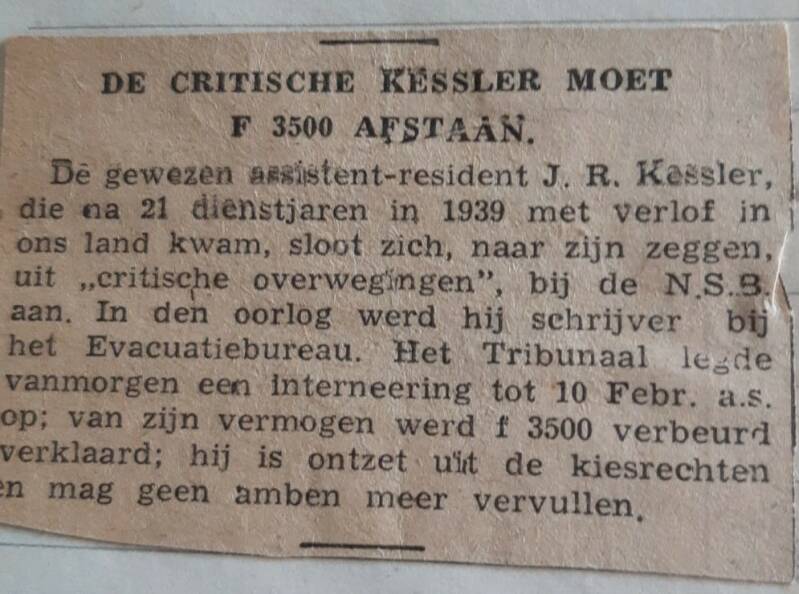 DE CRITISCHE KESSLER MOET
F 3500 AFSTAAN.
De gewezen assistent-resident J. R. Kessler,
die na 21 dienstjaren in 1939 met verlof in
ons land kwam, sloot zich, naar zijn zeggen,
uit „critische overwegingen”, bij de N.S.B.
aan. In den oorlog werd hij schrijver bij
het Evacuatiebureau. Het Tribunaal legde
vanmorgen een interneering tot 10 Febr. a.s.
op; van zijn vermogen werd f 3500 verbeurd
verklaard; hij is ontzet uit de kiesrechten
en mag geen amben meer vervullen.